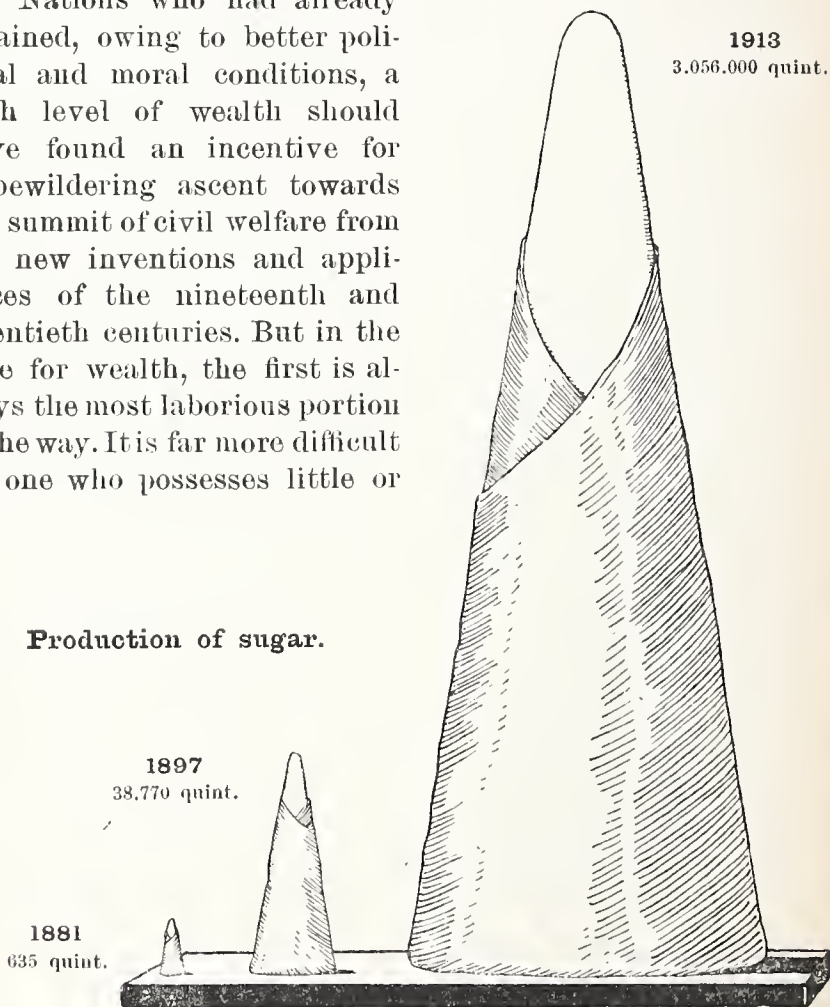 Nations who had already
ained, owing to better poli-
al and moral conditions, a
h level of wealth should
ve found an incentive for
bewildering ascent towards
summit of civil welfare from
new inventions and appli-
ces of the nineteenth and
entieth centuries. But in the
e for wealth, the first is al-
ys the most laborious portion
he way. It is far more difficult
one who possesses little or
1913
3.056.000 quint.
Production of sugar.
1897
38.770 quint.
1881
635 quint.